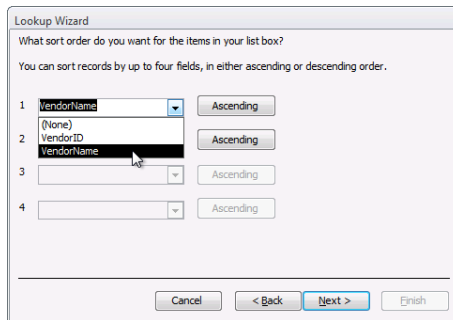 Lookup Wizard
What sort order do you want for the items in your list box?
You can sort records by up to four fields, in either ascending or descending order.
1 VendorName Ascending
(None)
2 VendorID Ascending
VendorName
3 Ascending
4 Ascending
Cancel < Back Next > Finish